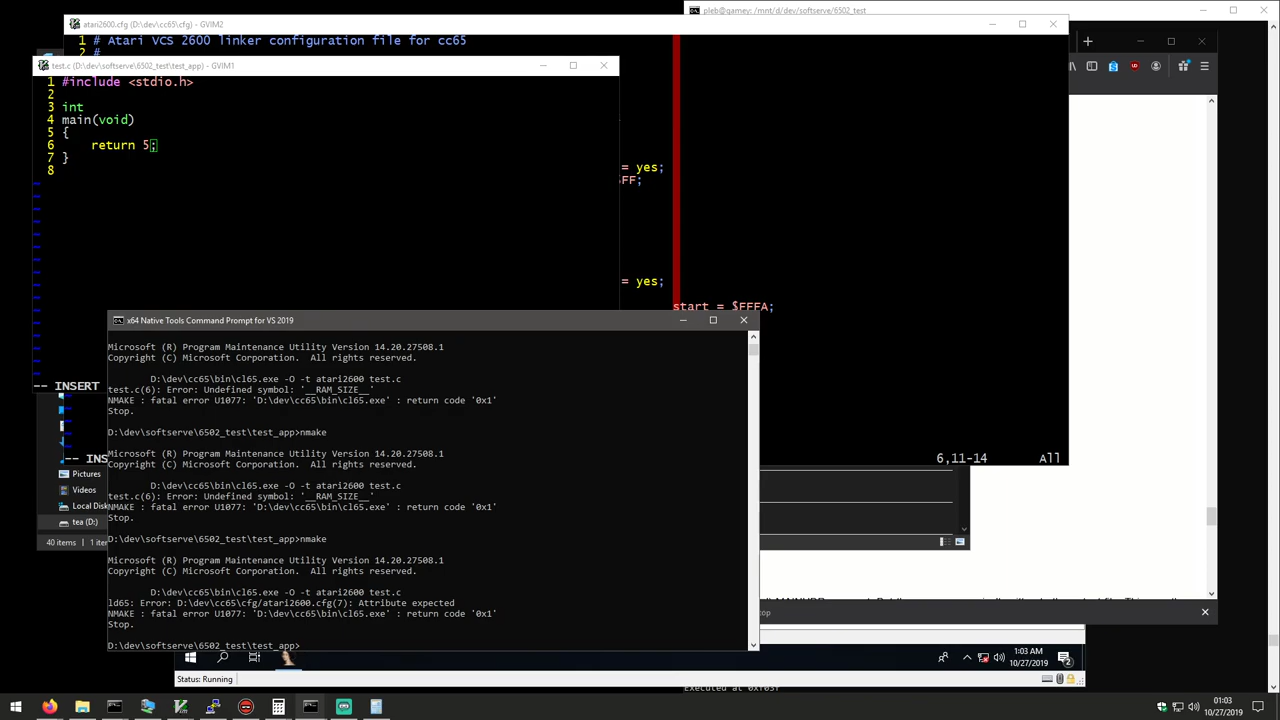 pleb@qamey: /mnt/d/dev/softserve/6502_test
atari2600.cfg (D:\dev\cc65\cfg) - GVIM2
1 # Atari VCS 2600 linker configuration file for cc65
2 #
test.c (D:\dev\softserve\6502_test\test_app) - GVIM1
1 #include <stdio.h>
2
3 int
4 main(void)
5 {
6 return 5;
7 }
8
= yes;
FF;
= yes;
start = $FFFA;
-- INSERT
-- INS
6,11-14 All
x64 Native Tools Command Prompt for VS 2019
Microsoft (R) Program Maintenance Utility Version 14.20.27508.1
Copyright (C) Microsoft Corporation. All rights reserved.
D:\dev\cc65\bin\cl65.exe -O -t atari2600 test.c
test.c(6): Error: Undefined symbol: '__RAM_SIZE__'
NMAKE : fatal error U1077: 'D:\dev\cc65\bin\cl65.exe' : return code '0x1'
Stop.
D:\dev\softserve\6502_test\test_app>nmake
Microsoft (R) Program Maintenance Utility Version 14.20.27508.1
Copyright (C) Microsoft Corporation. All rights reserved.
D:\dev\cc65\bin\cl65.exe -O -t atari2600 test.c
test.c(6): Error: Undefined symbol: '__RAM_SIZE__'
NMAKE : fatal error U1077: 'D:\dev\cc65\bin\cl65.exe' : return code '0x1'
Stop.
D:\dev\softserve\6502_test\test_app>nmake
Microsoft (R) Program Maintenance Utility Version 14.20.27508.1
Copyright (C) Microsoft Corporation. All rights reserved.
D:\dev\cc65\bin\cl65.exe -O -t atari2600 test.c
ld65: Error: D:\dev\cc65\cfg/atari2600.cfg(7): Attribute expected
NMAKE : fatal error U1077: 'D:\dev\cc65\bin\cl65.exe' : return code '0x1'
Stop.
D:\dev\softserve\6502_test\test_app>
Pictures
Videos
Local Disk
tea (D:)
40 items
1:03 AM
10/27/2019
2
Status: Running
01:03
10/27/2019